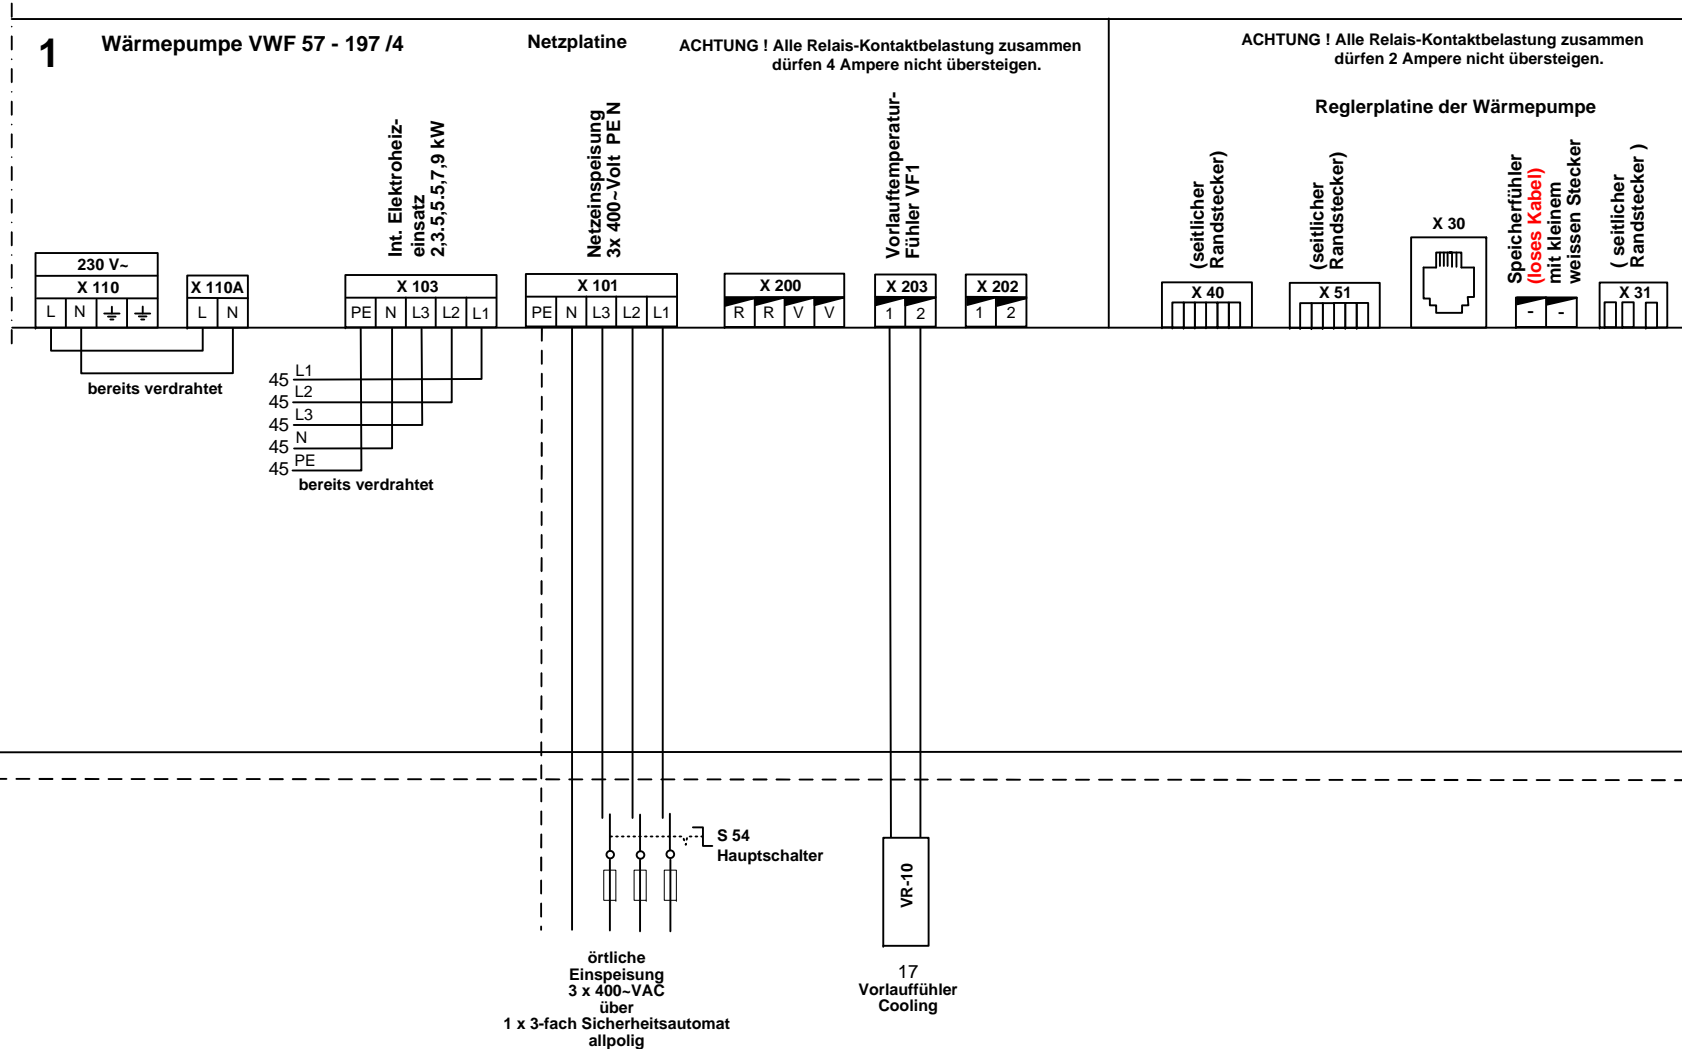 1
Wärmepumpe VWF 57 - 197 /4
Netzplatine
ACHTUNG ! Alle Relais-Kontaktbelastung zusammen
dürfen 4 Ampere nicht übersteigen.
ACHTUNG ! Alle Relais-Kontaktbelastung zusammen
dürfen 2 Ampere nicht übersteigen.
Reglerplatine der Wärmepumpe
Int. Elektroheiz-
einsatz
2,3.5,5.5,7,9 kW
Netzeinspeisung
3x 400~Volt PE N
Vorlauftemperatur-
Fühler VF1
(seitlicher
Randstecker)
(seitlicher
Randstecker)
X 30
Speicherfühler
(loses Kabel)
mit kleinem
weissen Stecker
( seitlicher
Randstecker )
230 V~
X 110
L N
X 110A
L N
X 103
PE N L3 L2 L1
X 101
PE N L3 L2 L1
X 200
R R V V
X 203
1 2
X 202
1 2
X 40
X 51
- -
X 31
bereits verdrahtet
45 L1
45 L2
45 L3
45 N
45 PE
bereits verdrahtet
S 54
Hauptschalter
VR-10
örtliche
Einspeisung
3 x 400~VAC
über
1 x 3-fach Sicherheitsautomat
allpolig
17
Vorlauffühler
Cooling